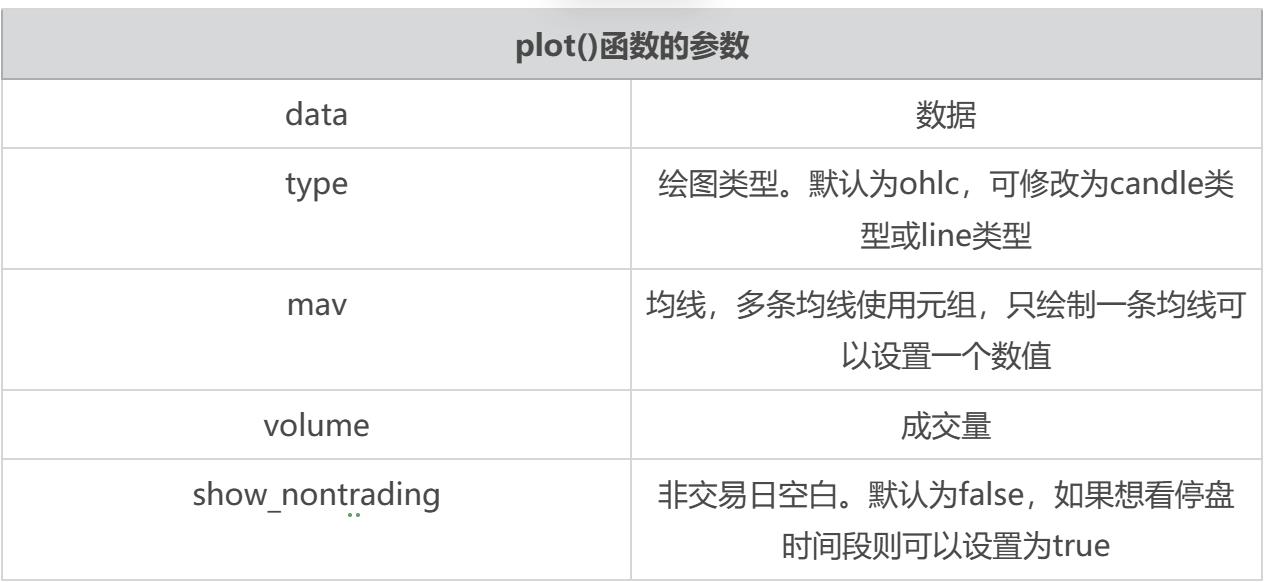 plot()函数的参数
data
数据
type
绘图类型。默认为ohlc，可修改为candle类
型或line类型
mav
均线，多条均线使用元组，只绘制一条均线可
以设置一个数值
volume
成交量
show_nontrading
非交易日空白。默认为false，如果想看停盘
时间段则可以设置为true